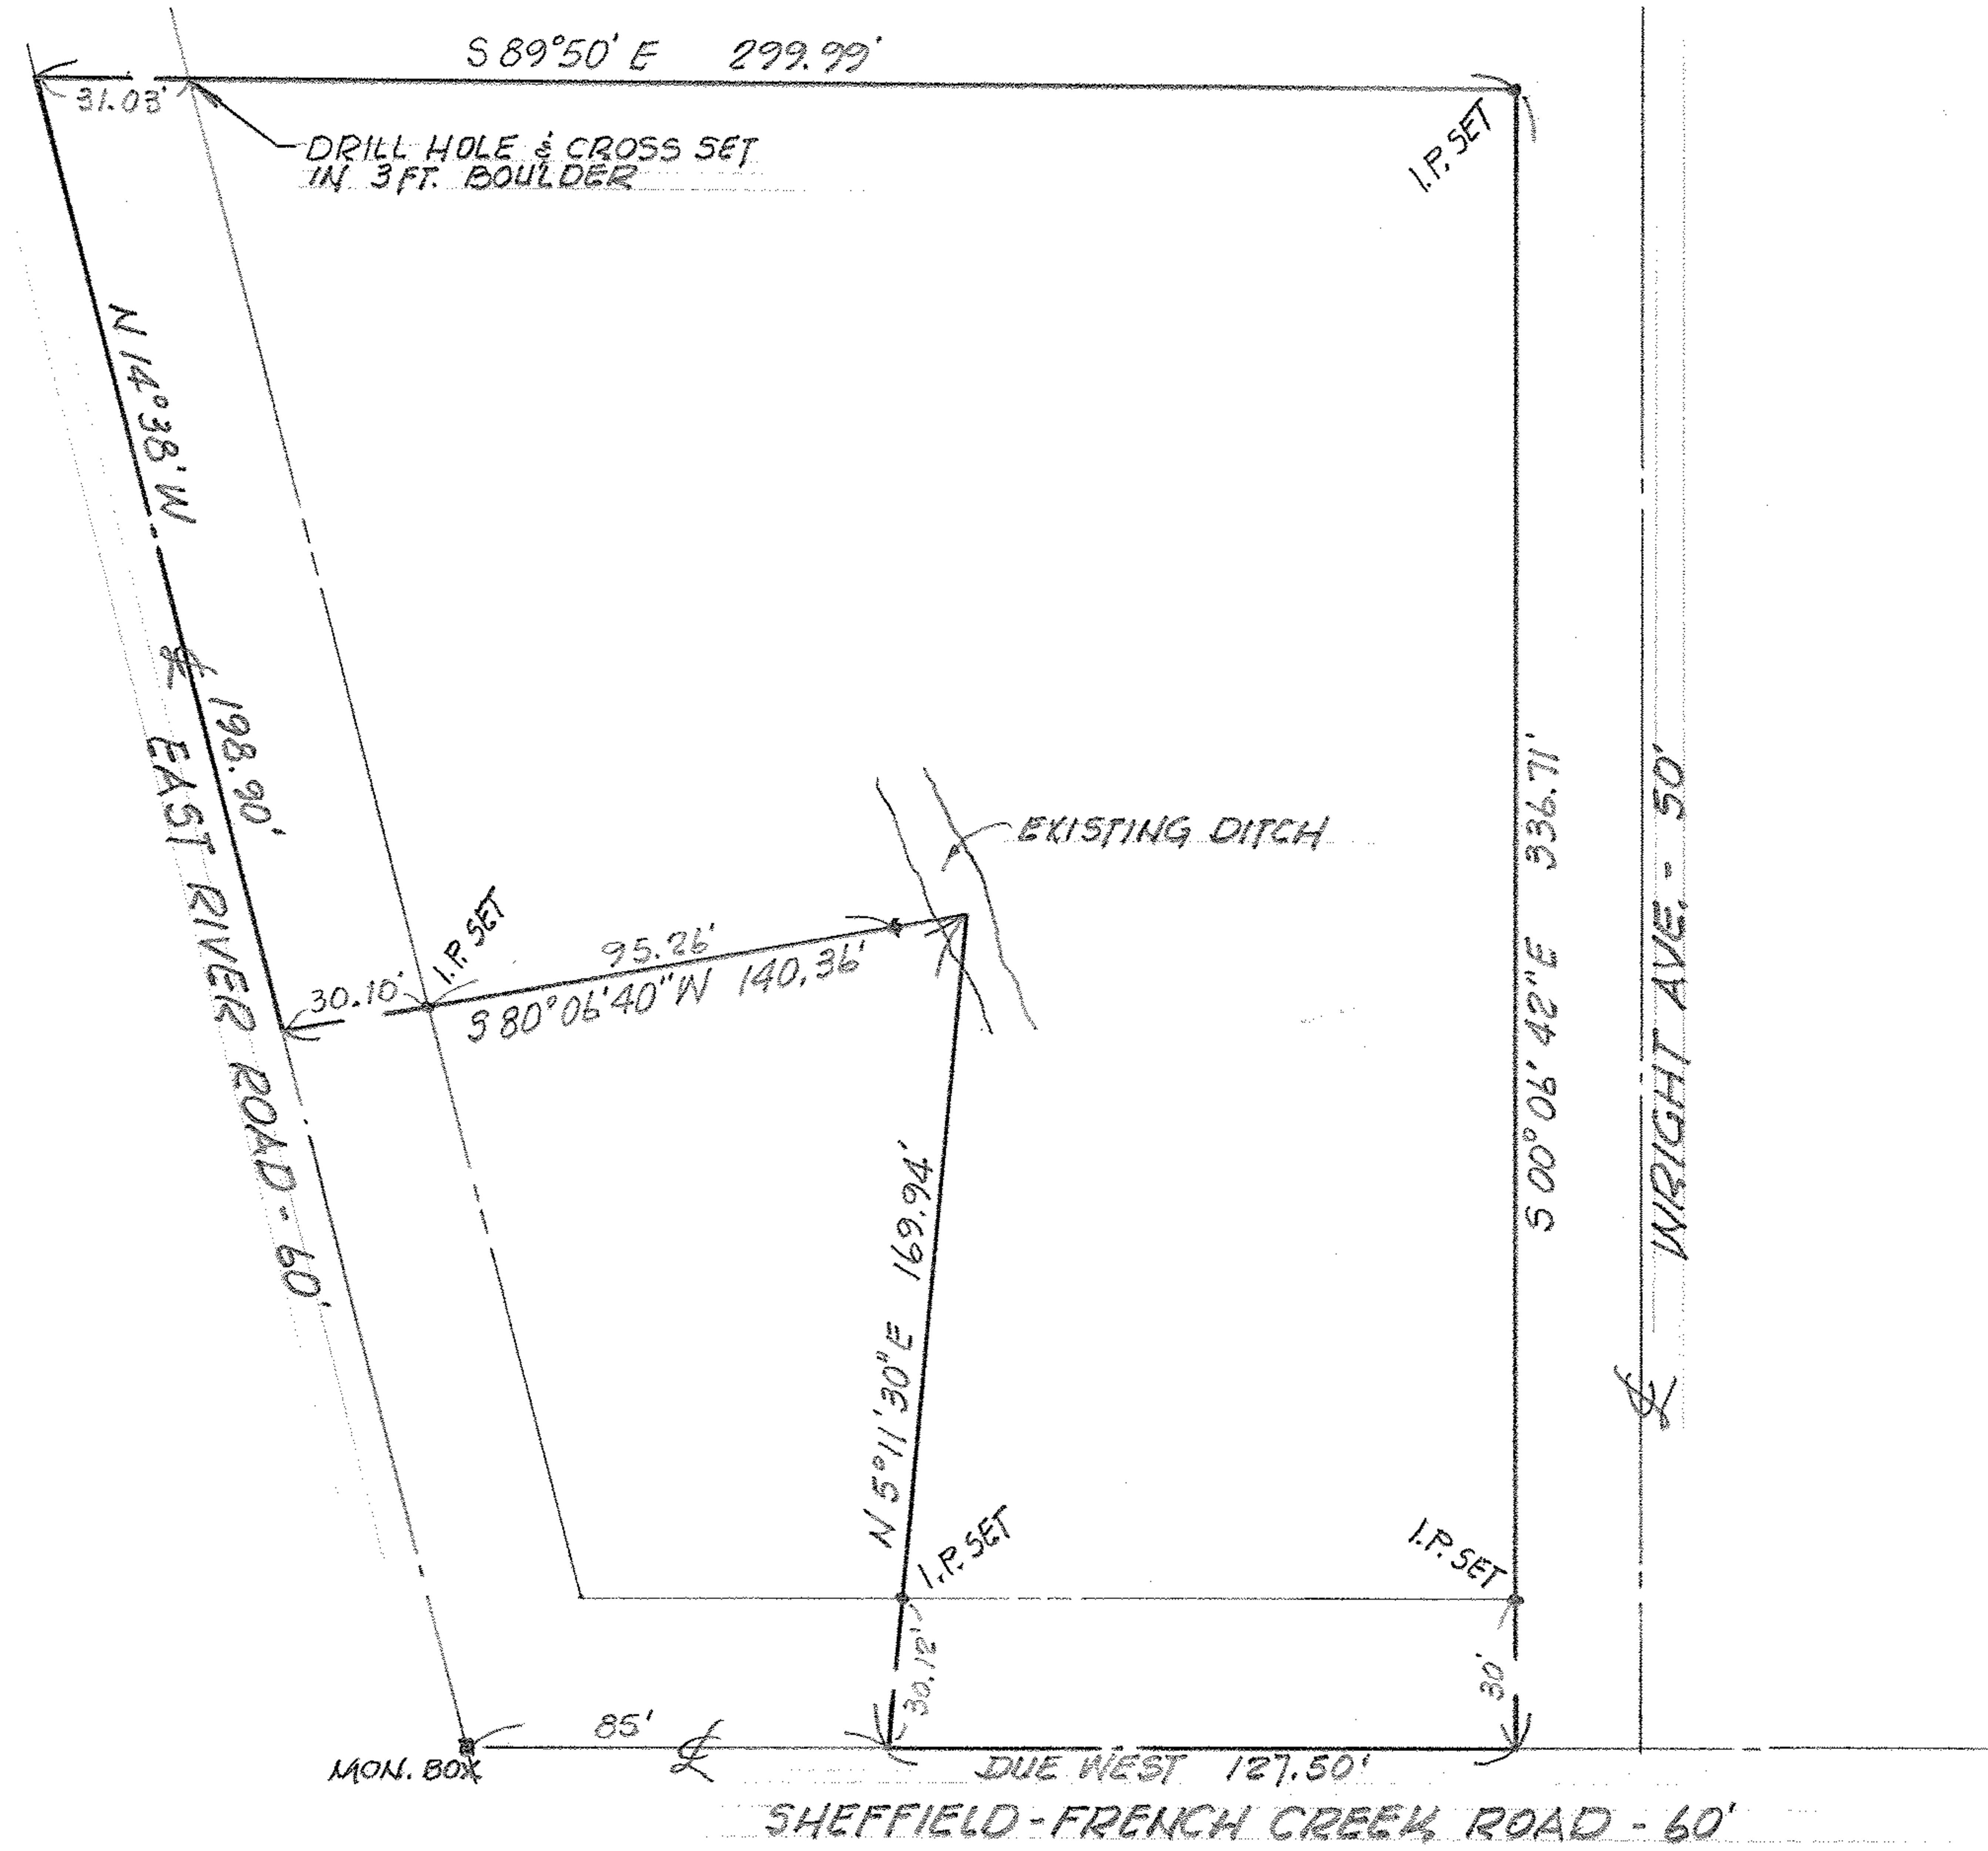 S 89°50' E 299.99'
31.03'
DRILL HOLE & CROSS SET
IN 3 FT. BOULDER
I.P. SET
N 14°38' W
198.90'
℄ EAST RIVER ROAD - 60'
EXISTING DITCH
S 00° 06' 42" E 336.71'
WRIGHT AVE. - 50'
℄
I.P. SET
95.26'
30.10'
S 80°06'40" W 140.36'
N 5°11'30" E 169.94'
I.P. SET
I.P. SET
30.12'
30'
85'
℄
MON. BOX
DUE WEST 127.50'
SHEFFIELD - FRENCH CREEK ROAD - 60'